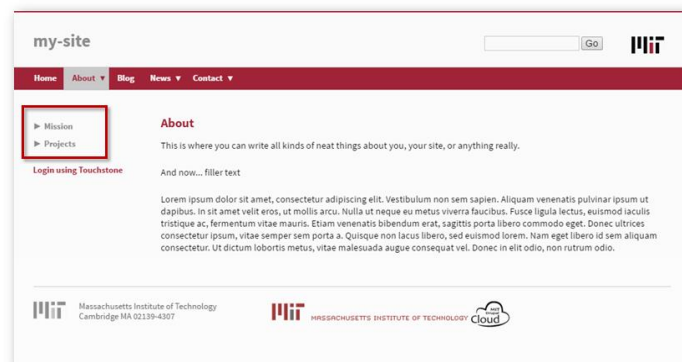 my-site
Go
MIT
Home About ▼ Blog News ▼ Contact ▼
▶ Mission
▶ Projects
Login using Touchstone
About
This is where you can write all kinds of neat things about you, your site, or anything really.
And now... filler text
Lorem ipsum dolor sit amet, consectetur adipiscing elit. Vestibulum non sem sapien. Aliquam venenatis pulvinar ipsum ut
dapibus. In sit amet velit eros, ut mollis arcu. Nulla ut neque eu metus viverra faucibus. Fusce ligula lectus, euismod iaculis
tristique ac, fermentum vitae mauris. Etiam venenatis bibendum erat, sagittis porta libero commodo eget. Donec ultrices
consectetur ipsum, vitae semper sem porta a. Quisque non lacus libero, sed euismod lorem. Nam eget libero id sem aliquam
consectetur. Ut dictum lobortis metus, vitae malesuada augue consequat vel. Donec in elit odio, non rutrum odio.
MIT
Massachusetts Institute of Technology
Cambridge MA 02139-4307
MIT
MASSACHUSETTS INSTITUTE OF TECHNOLOGY
MIT
Drupal
Cloud